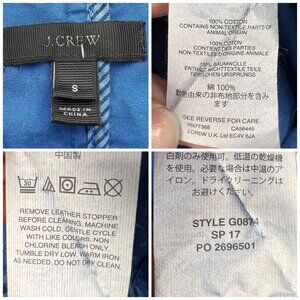 J.CREW
S
MADE IN
CHINA
100% COTTON
CONTAINS NON-TEXTILE PARTS OF
ANIMAL ORIGIN
100% COTON
CONTIENT DES PARTIES
NON-TEXTILES D'ORIGINE
ANIMALE
100% BAUMWOLLE
ENTHÄLT NICHTTEXTILE TEILE
TIERISCHEN URSPRUNGS
綿 100%
動物由来の非布地部分を含み
ます
SEE REVERSE FOR CARE
RN77388 CA56445
J.CREW U.K. Ltd EC4V 6JA
中国製
30
REMOVE LEATHER STOPPER
BEFORE CLEANING. MACHINE
WASH COLD, GENTLE CYCLE
WITH LIKE COLORS. NON
CHLORINE BLEACH ONLY.
TUMBLE DRY LOW. WARM IRON
AS NEEDED. DO NOT DRY CLEAN.
白剤のみ使用可。低温の乾燥機
を使用。必要な場合は中温のア
イロン。ドライクリーニングは
お避けください。
STYLE G0874
SP 17
PO 2696501